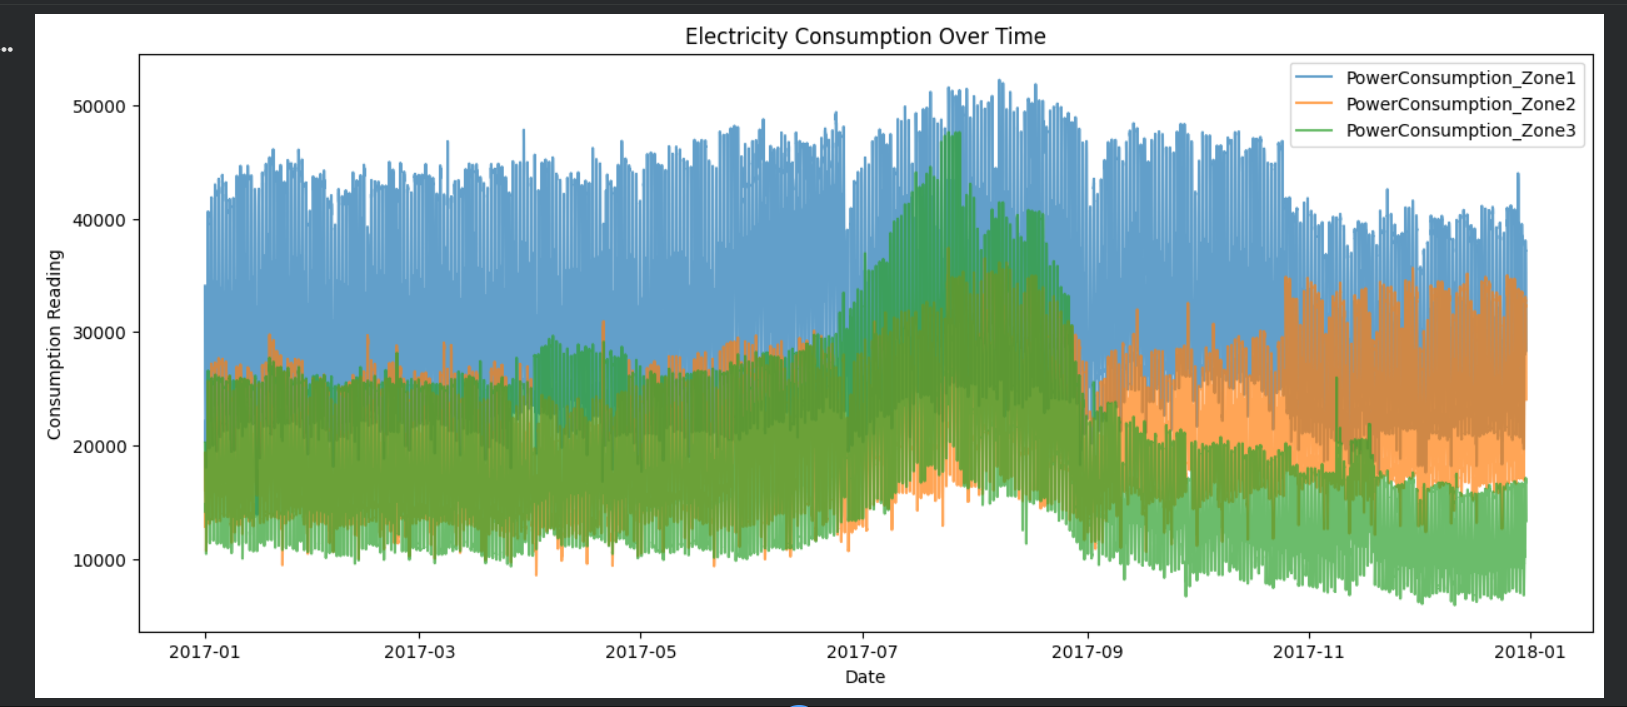 Electricity Consumption Over Time
PowerConsumption_Zone1
PowerConsumption_Zone2
PowerConsumption_Zone3
50000
40000
30000
20000
10000
Consumption Reading
2017-01 2017-03 2017-05 2017-07 2017-09 2017-11 2018-01
Date